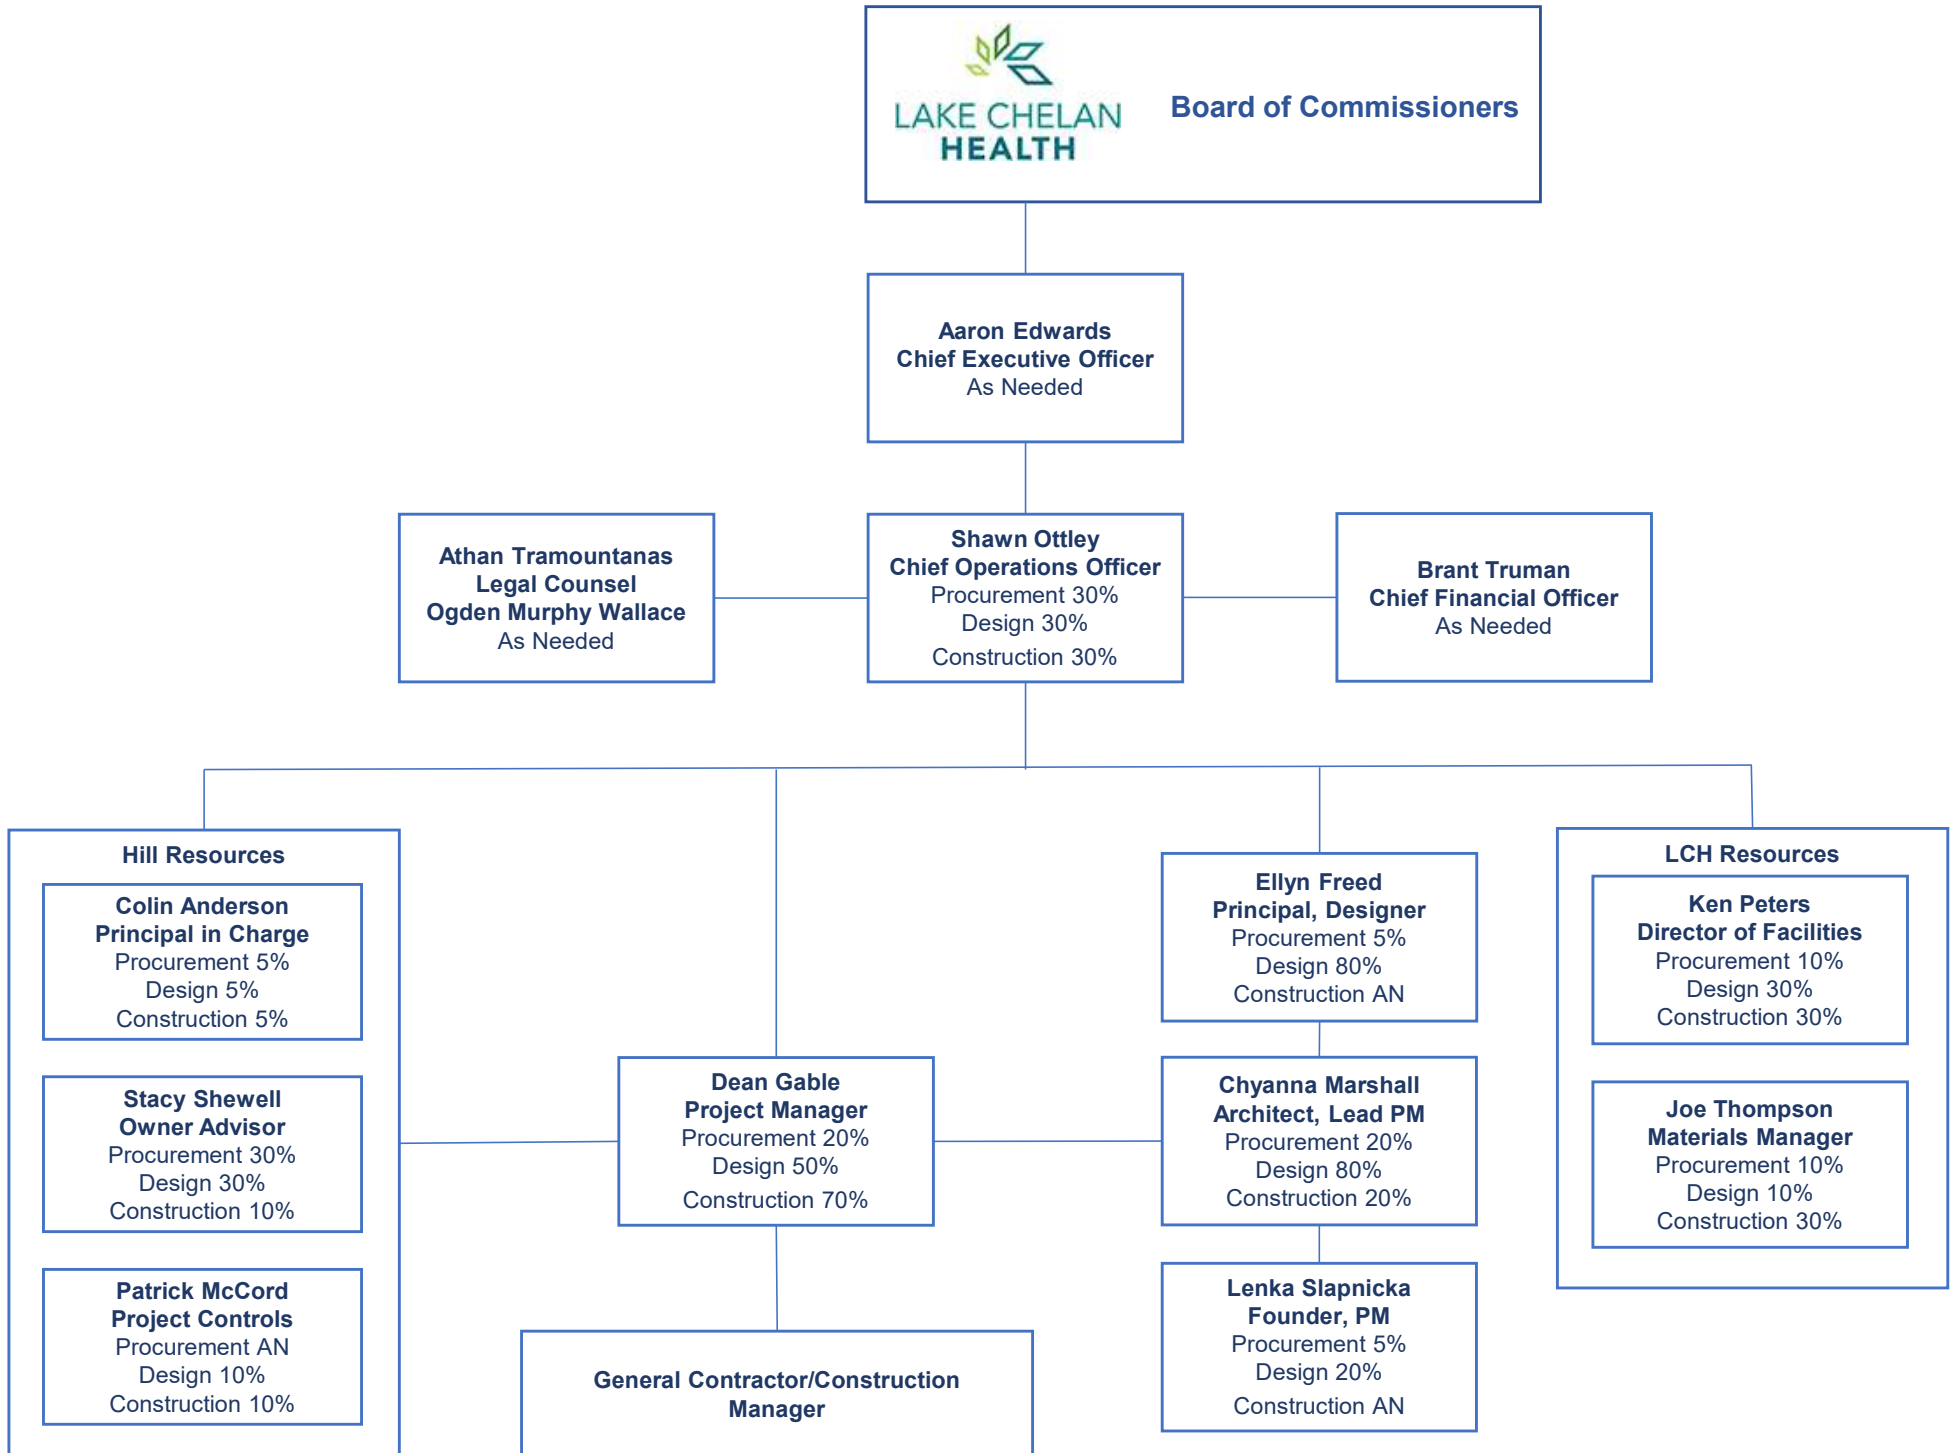 LAKE CHELAN
HEALTH
Board of Commissioners
Aaron Edwards
Chief Executive Officer
As Needed
Athan Tramountanas
Legal Counsel
Ogden Murphy Wallace
As Needed
Shawn Ottley
Chief Operations Officer
Procurement 30%
Design 30%
Construction 30%
Brant Truman
Chief Financial Officer
As Needed
Hill Resources
Colin Anderson
Principal in Charge
Procurement 5%
Design 5%
Construction 5%
Stacy Shewell
Owner Advisor
Procurement 30%
Design 30%
Construction 10%
Patrick McCord
Project Controls
Procurement AN
Design 10%
Construction 10%
Dean Gable
Project Manager
Procurement 20%
Design 50%
Construction 70%
General Contractor/Construction
Manager
Ellyn Freed
Principal, Designer
Procurement 5%
Design 80%
Construction AN
Chyanna Marshall
Architect, Lead PM
Procurement 20%
Design 80%
Construction 20%
Lenka Slapnicka
Founder, PM
Procurement 5%
Design 20%
Construction AN
LCH Resources
Ken Peters
Director of Facilities
Procurement 10%
Design 30%
Construction 30%
Joe Thompson
Materials Manager
Procurement 10%
Design 10%
Construction 30%